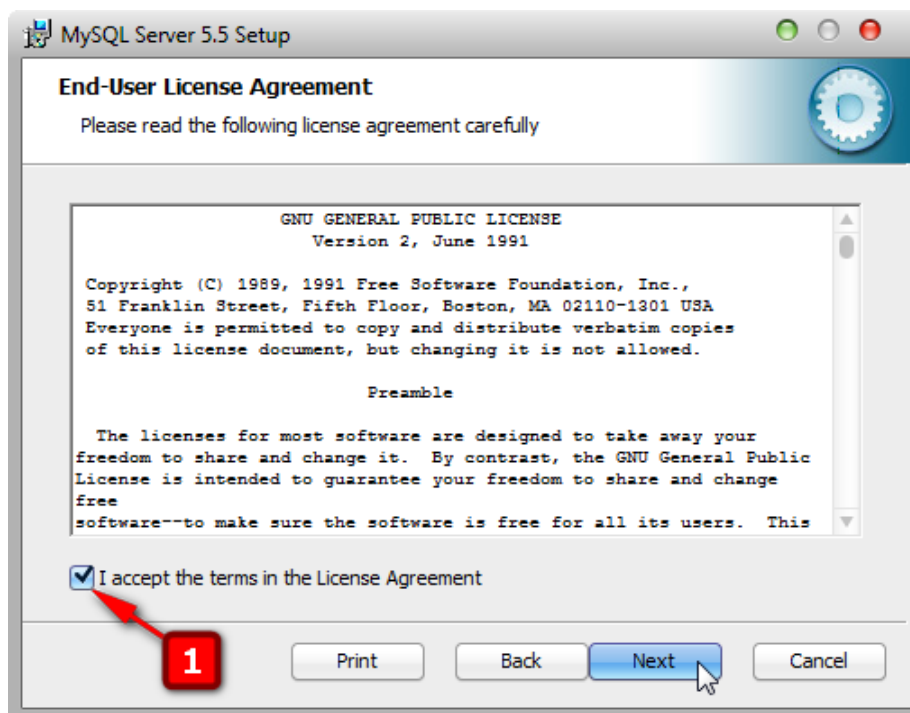 MySQL Server 5.5 Setup
End-User License Agreement
Please read the following license agreement carefully
GNU GENERAL PUBLIC LICENSE
Version 2, June 1991
Copyright (C) 1989, 1991 Free Software Foundation, Inc.,
51 Franklin Street, Fifth Floor, Boston, MA 02110-1301 USA
Everyone is permitted to copy and distribute verbatim copies
of this license document, but changing it is not allowed.
Preamble
The licenses for most software are designed to take away your
freedom to share and change it.  By contrast, the GNU General Public
License is intended to guarantee your freedom to share and change
free
software--to make sure the software is free for all its users.  This
I accept the terms in the License Agreement
1
Print Back Next Cancel